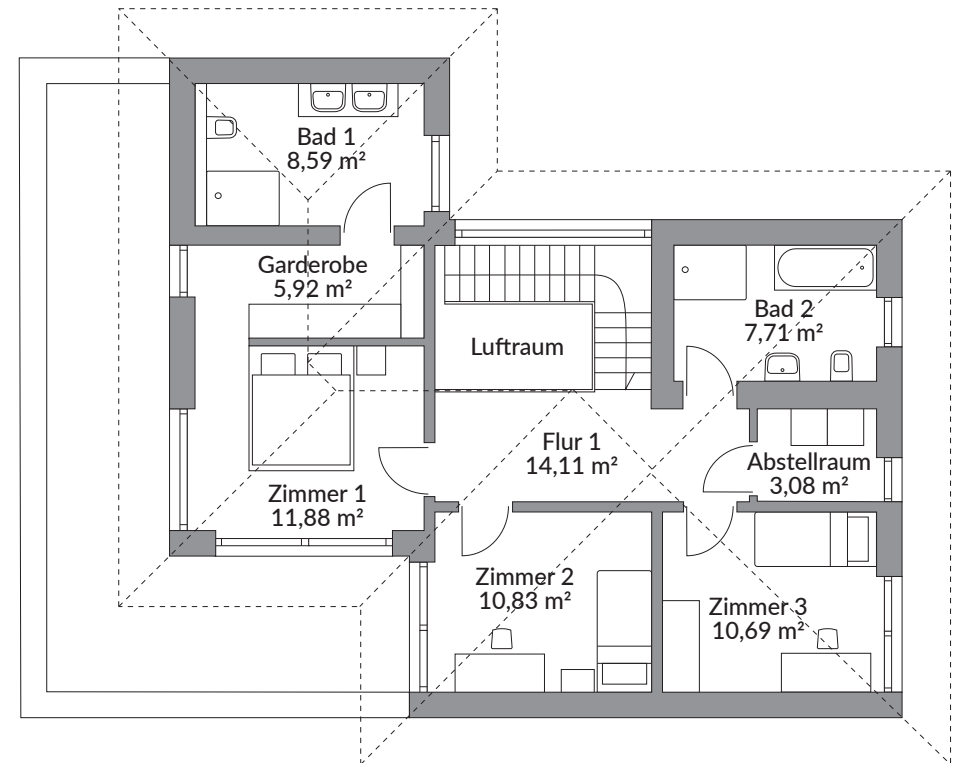 Bad 1
8,59 m²
Garderobe
5,92 m²
Luftraum
Bad 2
7,71 m²
Flur 1
14,11 m²
Abstellraum
3,08 m²
Zimmer 1
11,88 m²
Zimmer 2
10,83 m²
Zimmer 3
10,69 m²